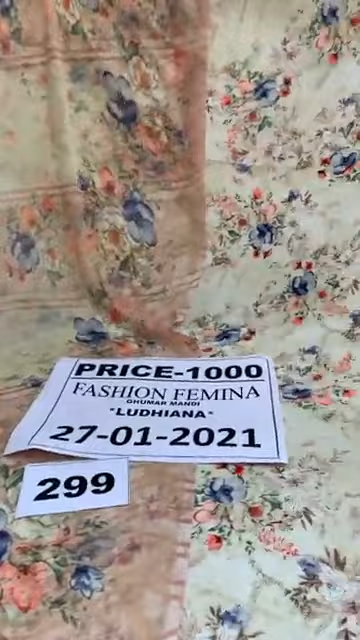 PRICE-1000
FASHION FEMINA
GHUMAR MANDI
"LUDHIANA"
27-01-2021
299